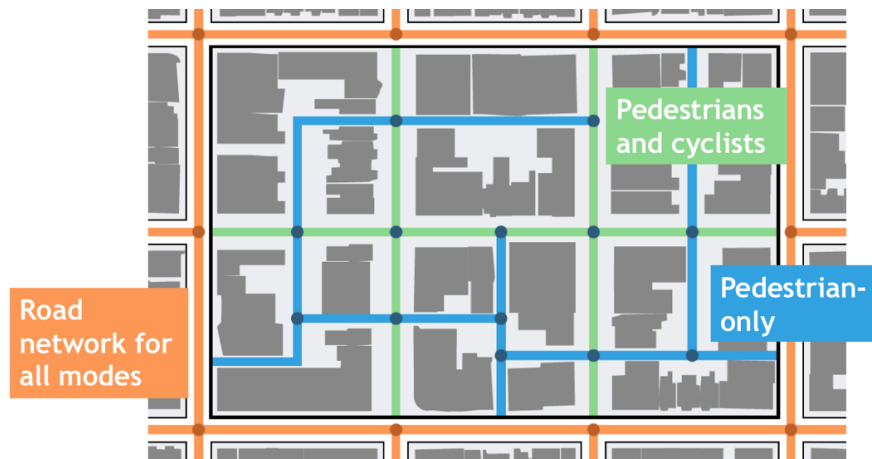 Pedestrians
and cyclists
Pedestrian-
only
Road
network for
all modes